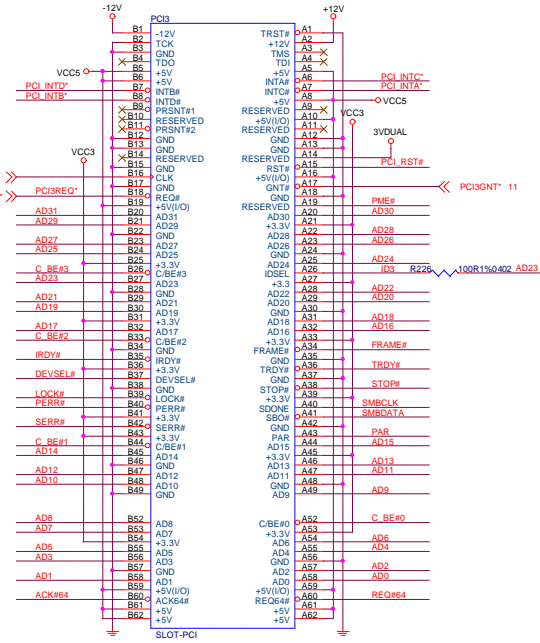 -12V +12V
PCI3
B1 -12V TRST# A1
B2 TCK +12V A2
B3 GND TMS A3
B4 TDO TDI A4
VCC5 B5 +5V +5V A5
B6 +5V INTA# A6 PCI_INTC*
PCI_INTD* B7 INTB# INTC# A7 PCI_INTA*
PCI_INTB* B8 INTD# +5V A8 VCC5
B9 PRSNT#1 RESERVED A9
B10 RESERVED +5V(I/O) A10
B11 PRSNT#2 RESERVED A11 VCC3
B12 GND GND A12 3VDUAL
B13 GND GND A13
B14 RESERVED RESERVED A14
VCC3 B15 GND RST# A15 PCI_RST#
B16 CLK +5V(I/O) A16
B17 GND GNT# A17 PCI3GNT* 11
PCI3REQ* B18 REQ# GND A18
B19 +5V(I/O) RESERVED A19 PME#
AD31 B20 AD31 AD30 A20 AD30
AD29 B21 AD29 +3.3V A21
B22 GND AD28 A22 AD28
AD27 B23 AD27 AD26 A23 AD26
AD25 B24 AD25 GND A24
B25 +3.3V AD24 A25 AD24
C_BE#3 B26 C/BE#3 IDSEL A26 ID3 R226 100R1%0402 AD23
AD23 B27 AD23 +3.3 A27
B28 GND AD22 A28 AD22
AD21 B29 AD21 AD20 A29 AD20
AD19 B30 AD19 GND A30
B31 +3.3V AD18 A31 AD18
AD17 B32 AD17 AD16 A32 AD16
C_BE#2 B33 C/BE#2 +3.3V A33
B34 GND FRAME# A34 FRAME#
IRDY# B35 IRDY# GND A35
B36 +3.3V TRDY# A36 TRDY#
DEVSEL# B37 DEVSEL# GND A37
B38 GND STOP# A38 STOP#
LOCK# B39 LOCK# +3.3V A39
PERR# B40 PERR# SDONE A40 SMBCLK
B41 +3.3V SBO# A41 SMBDATA
SERR# B42 SERR# GND A42
B43 +3.3V PAR A43 PAR
C_BE#1 B44 C/BE#1 AD15 A44 AD15
AD14 B45 AD14 +3.3V A45
B46 GND AD13 A46 AD13
AD12 B47 AD12 AD11 A47 AD11
AD10 B48 AD10 GND A48
B49 GND AD9 A49 AD9
AD8 B52 AD8 C/BE#0 A52 C_BE#0
AD7 B53 AD7 +3.3V A53
B54 +3.3V AD6 A54 AD6
AD5 B55 AD5 AD4 A55 AD4
AD3 B56 AD3 GND A56
B57 GND AD2 A57 AD2
AD1 B58 AD1 AD0 A58 AD0
B59 +5V(I/O) +5V(I/O) A59
ACK#64 B60 ACK64# REQ64# A60 REQ#64
B61 +5V +5V A61
B62 +5V +5V A62
SLOT-PCI